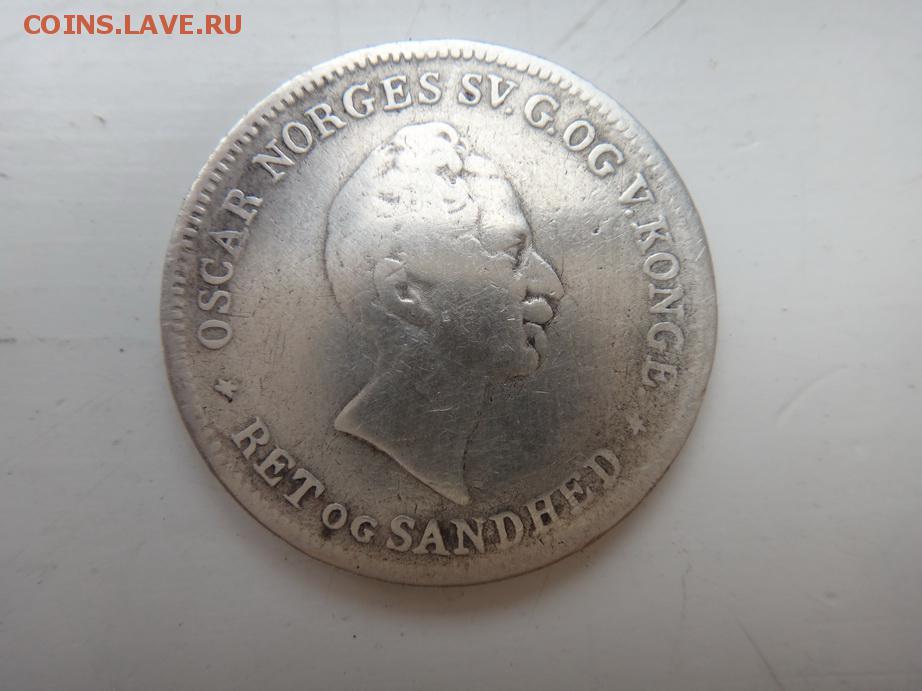 COINS.LAVE.RU
OSCAR NORGES SV. G. OG V. KONGE
RET OG SANDHED